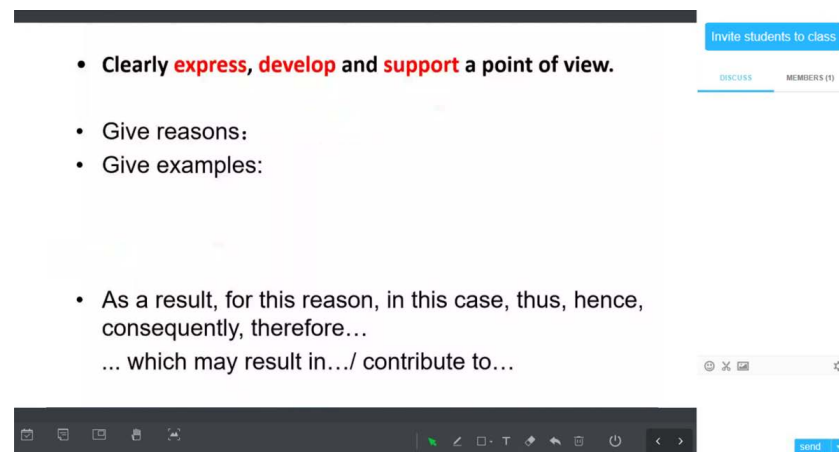 • Clearly express, develop and support a point of view.
• Give reasons：
• Give examples:
• As a result, for this reason, in this case, thus, hence,
consequently, therefore…
... which may result in…/ contribute to…
Invite students to class
DISCUSS MEMBERS (1)
T
send